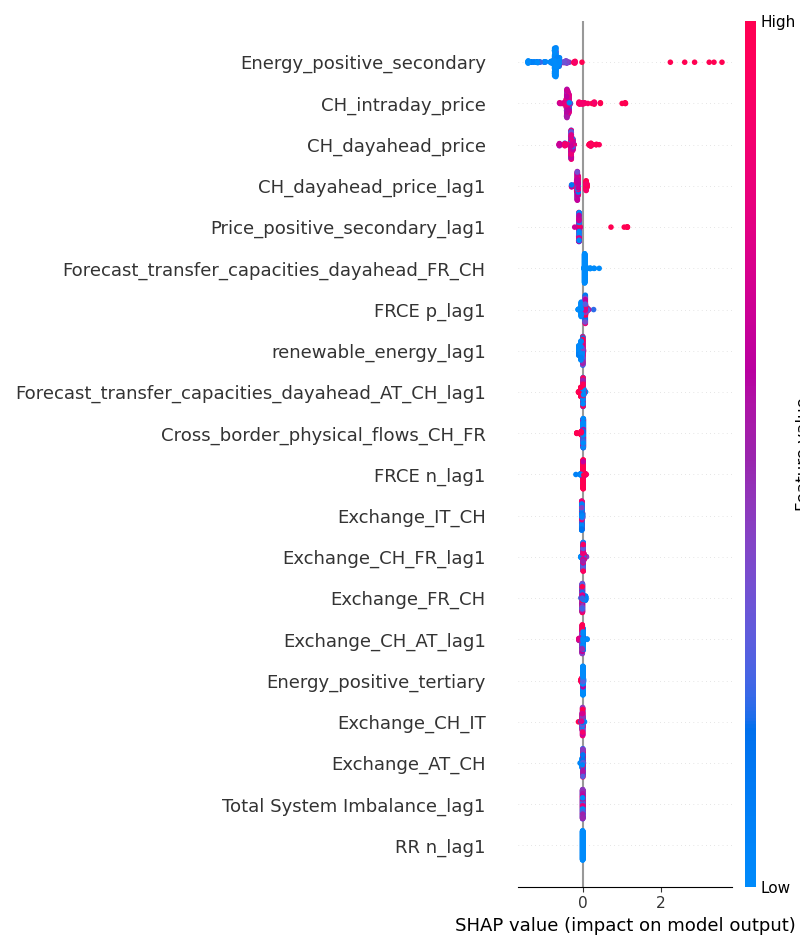 High
Energy_positive_secondary
CH_intraday_price
CH_dayahead_price
CH_dayahead_price_lag1
Price_positive_secondary_lag1
Forecast_transfer_capacities_dayahead_FR_CH
FRCE p_lag1
renewable_energy_lag1
Forecast_transfer_capacities_dayahead_AT_CH_lag1
Cross_border_physical_flows_CH_FR
FRCE n_lag1
Exchange_IT_CH
Exchange_CH_FR_lag1
Exchange_FR_CH
Exchange_CH_AT_lag1
Energy_positive_tertiary
Exchange_CH_IT
Exchange_AT_CH
Total System Imbalance_lag1
RR n_lag1
Low
0 2
SHAP value (impact on model output)